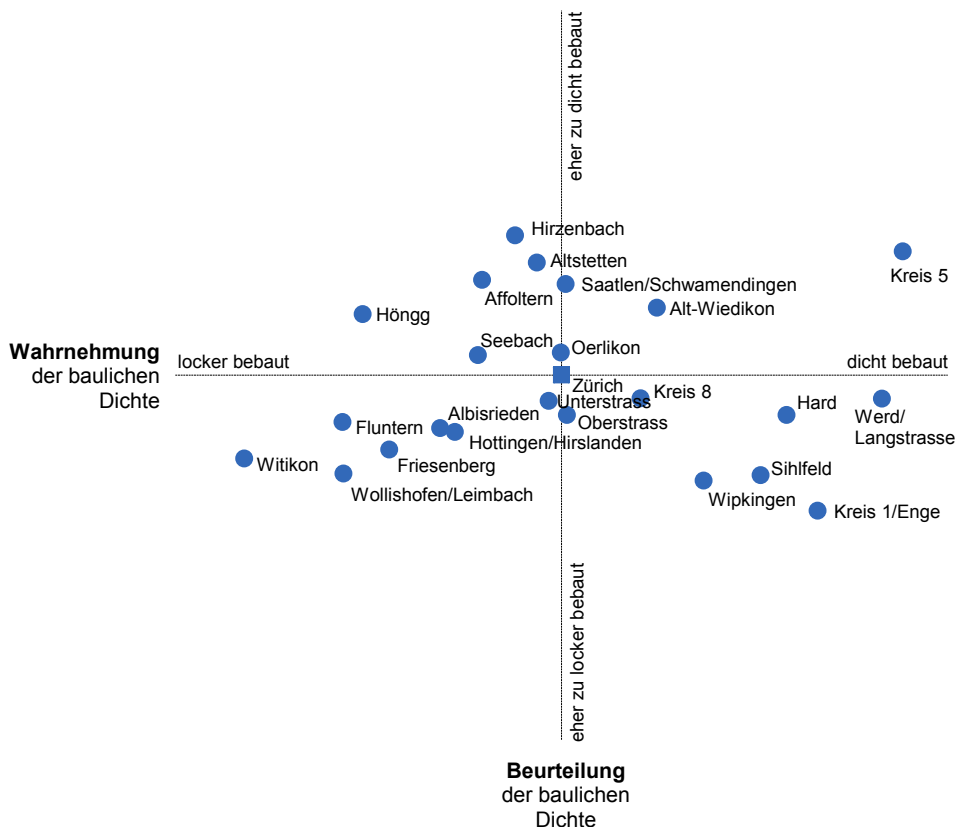 eher zu dicht bebaut
Hirzenbach
Altstetten
Kreis 5
Saatlen/Schwamendingen
Affoltern
Alt-Wiedikon
Höngg
Seebach
Oerlikon
Wahrnehmung
der baulichen
Dichte
locker bebaut
dicht bebaut
Zürich
Kreis 8
Unterstrass
Hard
Werd/
Langstrasse
Albisrieden
Oberstrass
Fluntern
Hottingen/Hirslanden
Witikon
Friesenberg
Sihlfeld
Wollishofen/Leimbach
Wipkingen
Kreis 1/Enge
eher zu locker bebaut
Beurteilung
der baulichen
Dichte